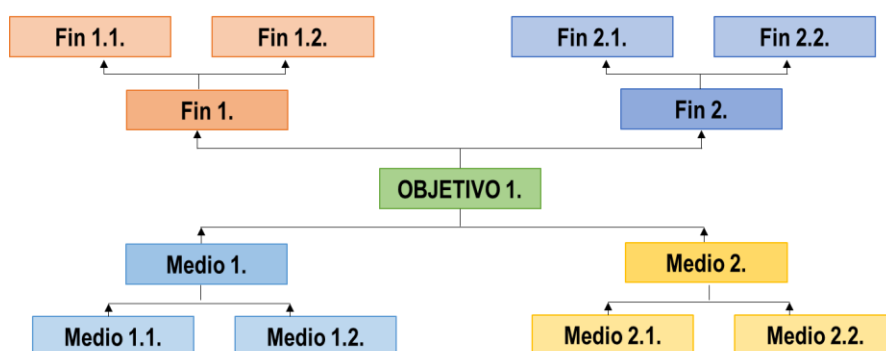 Fin 1.1.
Fin 1.2.
Fin 2.1.
Fin 2.2.
Fin 1.
Fin 2.
OBJETIVO 1.
Medio 1.
Medio 2.
Medio 1.1.
Medio 1.2.
Medio 2.1.
Medio 2.2.